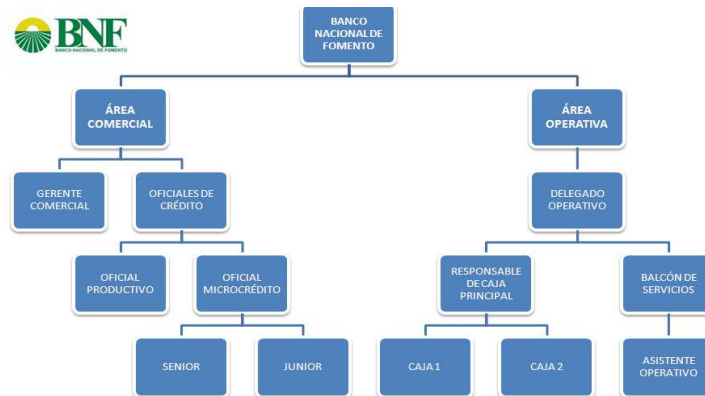 BNF
BANCO NACIONAL DE FOMENTO
BANCO
NACIONAL DE
FOMENTO
ÁREA
COMERCIAL
ÁREA
OPERATIVA
GERENTE
COMERCIAL
OFICIALES DE
CRÉDITO
DELEGADO
OPERATIVO
OFICIAL
PRODUCTIVO
OFICIAL
MICROCRÉDITO
RESPONSABLE
DE CAJA
PRINCIPAL
BALCÓN DE
SERVICIOS
SENIOR
JUNIOR
CAJA 1
CAJA 2
ASISTENTE
OPERATIVO